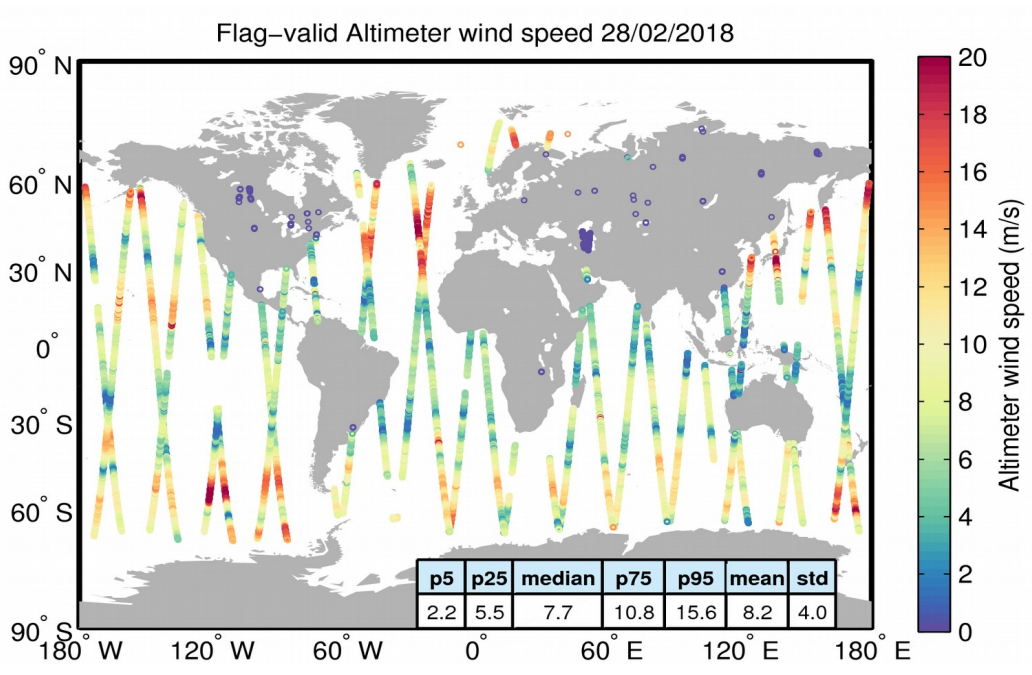 Flag−valid Altimeter wind speed 28/02/2018
90° N
60° N
30° N
0°
30° S
60° S
90° S
180° W
120° W
60° W
0°
60° E
120° E
180° E
p5 p25 median p75 p95 mean std
2.2 5.5 7.7 10.8 15.6 8.2 4.0
20
18
16
14
12
10
8
6
4
2
0
Altimeter wind speed (m/s)